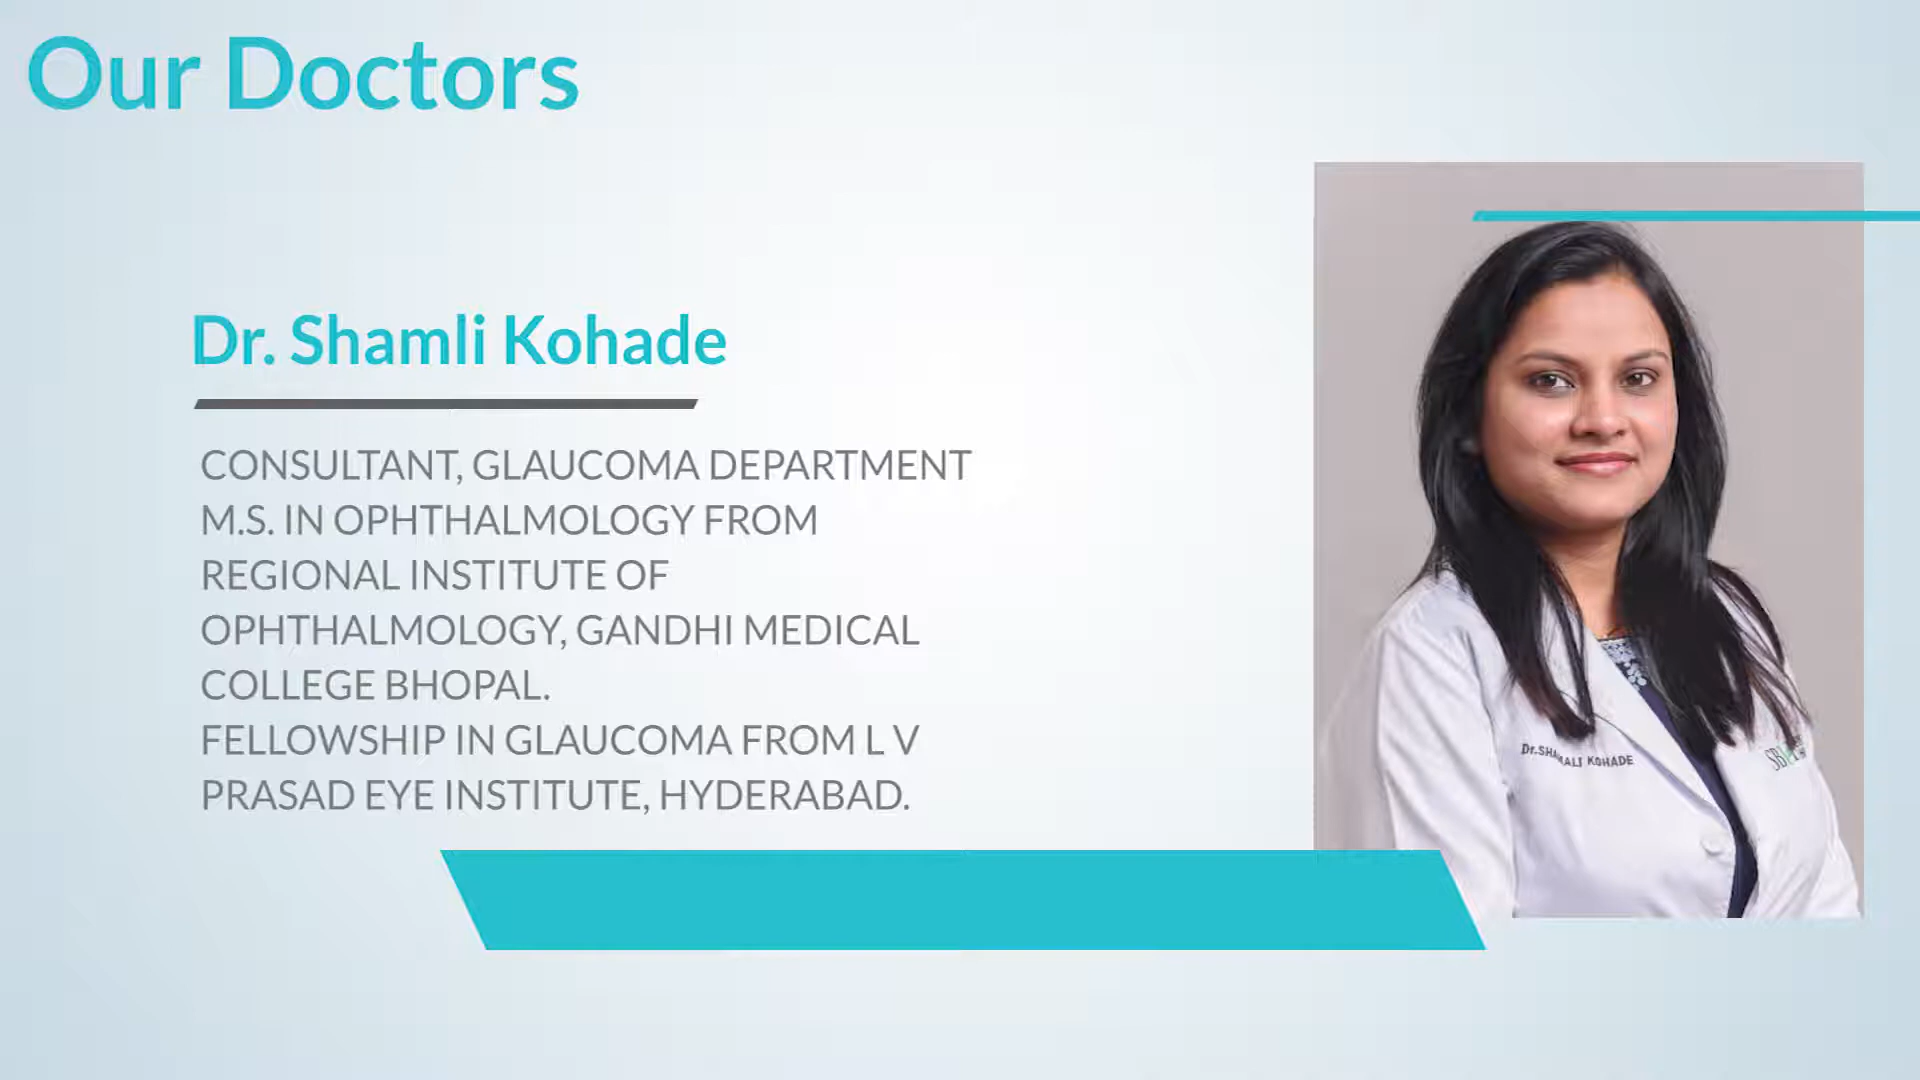 Our Doctors
Dr. Shamli Kohade
CONSULTANT, GLAUCOMA DEPARTMENT
M.S. IN OPHTHALMOLOGY FROM
REGIONAL INSTITUTE OF
OPHTHALMOLOGY, GANDHI MEDICAL
COLLEGE BHOPAL.
FELLOWSHIP IN GLAUCOMA FROM L V
PRASAD EYE INSTITUTE, HYDERABAD.
KOHADE